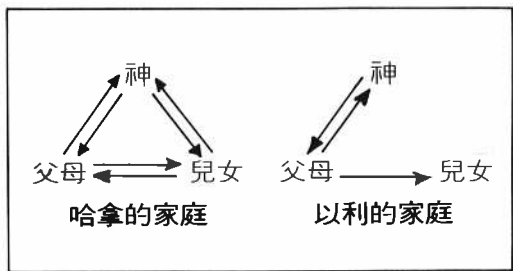 神
父母 兒女
哈拿的家庭
神
父母 兒女
以利的家庭